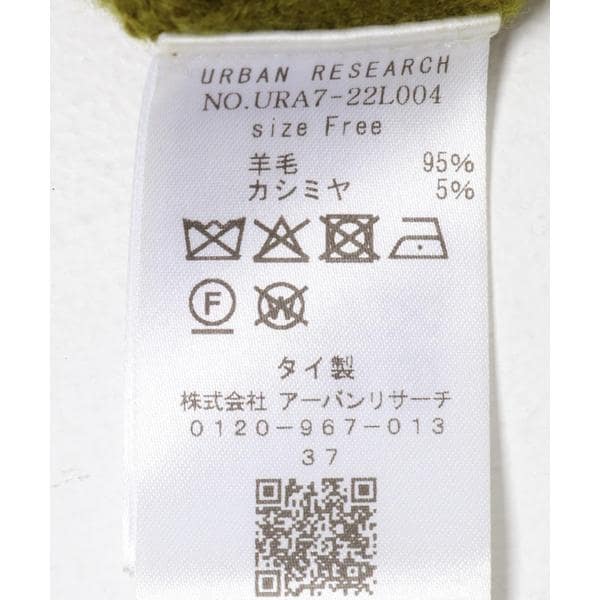 URBAN RESEARCH
NO.URA7-22L004
size Free
羊毛 95%
カシミヤ 5%
F W
タイ製
株式会社 アーバンリサーチ
0120-967-013
37